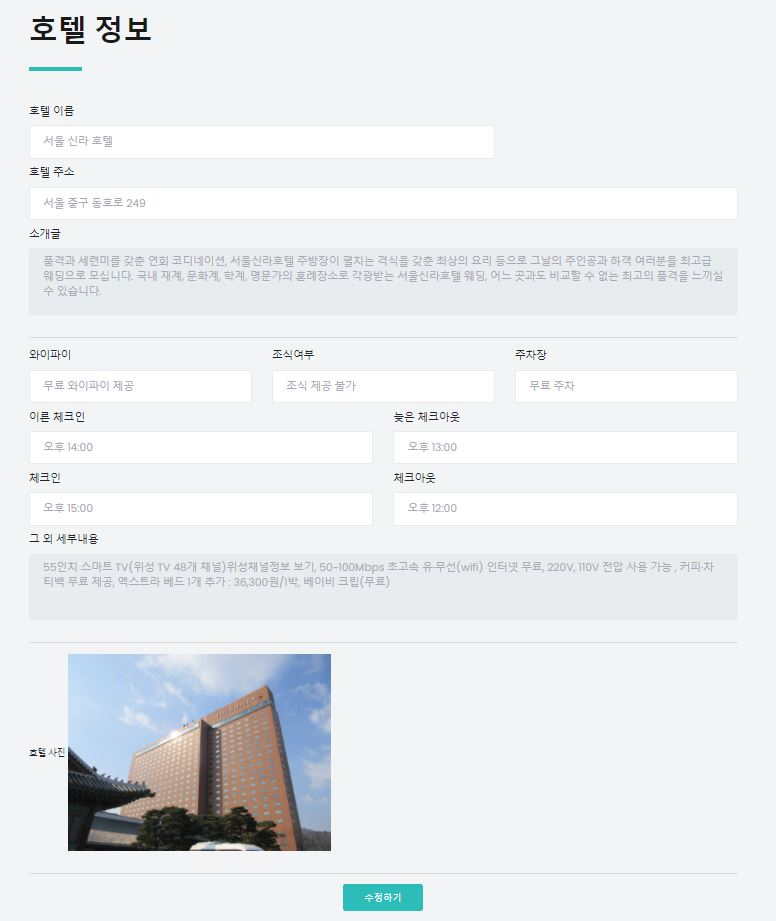 호텔 정보
호텔 이름
서울 신라 호텔
호텔 주소
서울 중구 동호로 249
소개글
품격과 세련미를 갖춘 연회 코디네이션, 서울신라호텔 주방장이 펼치는 격식을 갖춘 최상의 요리 등으로 그날의 주인공과 하객 여러분을 최고급
웨딩으로 모십니다. 국내 재계, 문화계, 학계, 명문가의 혼례장소로 각광받는 서울신라호텔 웨딩, 어느 곳과도 비교할 수 없는 최고의 품격을 느끼실
수 있습니다.
와이파이 조식여부 주차장
무료 와이파이 제공 조식 제공 불가 무료 주차
이른 체크인 늦은 체크아웃
오후 14:00 오후 13:00
체크인 체크아웃
오후 15:00 오후 12:00
그 외 세부내용
55인치 스마트 TV(위성 TV 48개 채널)위성채널정보 보기, 50~100Mbps 초고속 유·무선(wifi) 인터넷 무료, 220V, 110V 전압 사용 가능 , 커피·차
티백 무료 제공, 엑스트라 베드 1개 추가 : 36,300원/1박, 베이비 크립(무료)
호텔 사진
수정하기